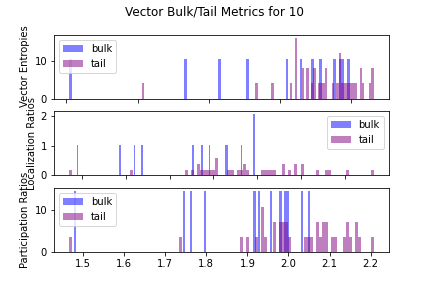 Vector Bulk/Tail Metrics for 10
Vector Entropies
10
0
bulk
tail
Localization Ratios
2
1
0
bulk
tail
Participation Ratios
10
0
bulk
tail
1.5 1.6 1.7 1.8 1.9 2.0 2.1 2.2